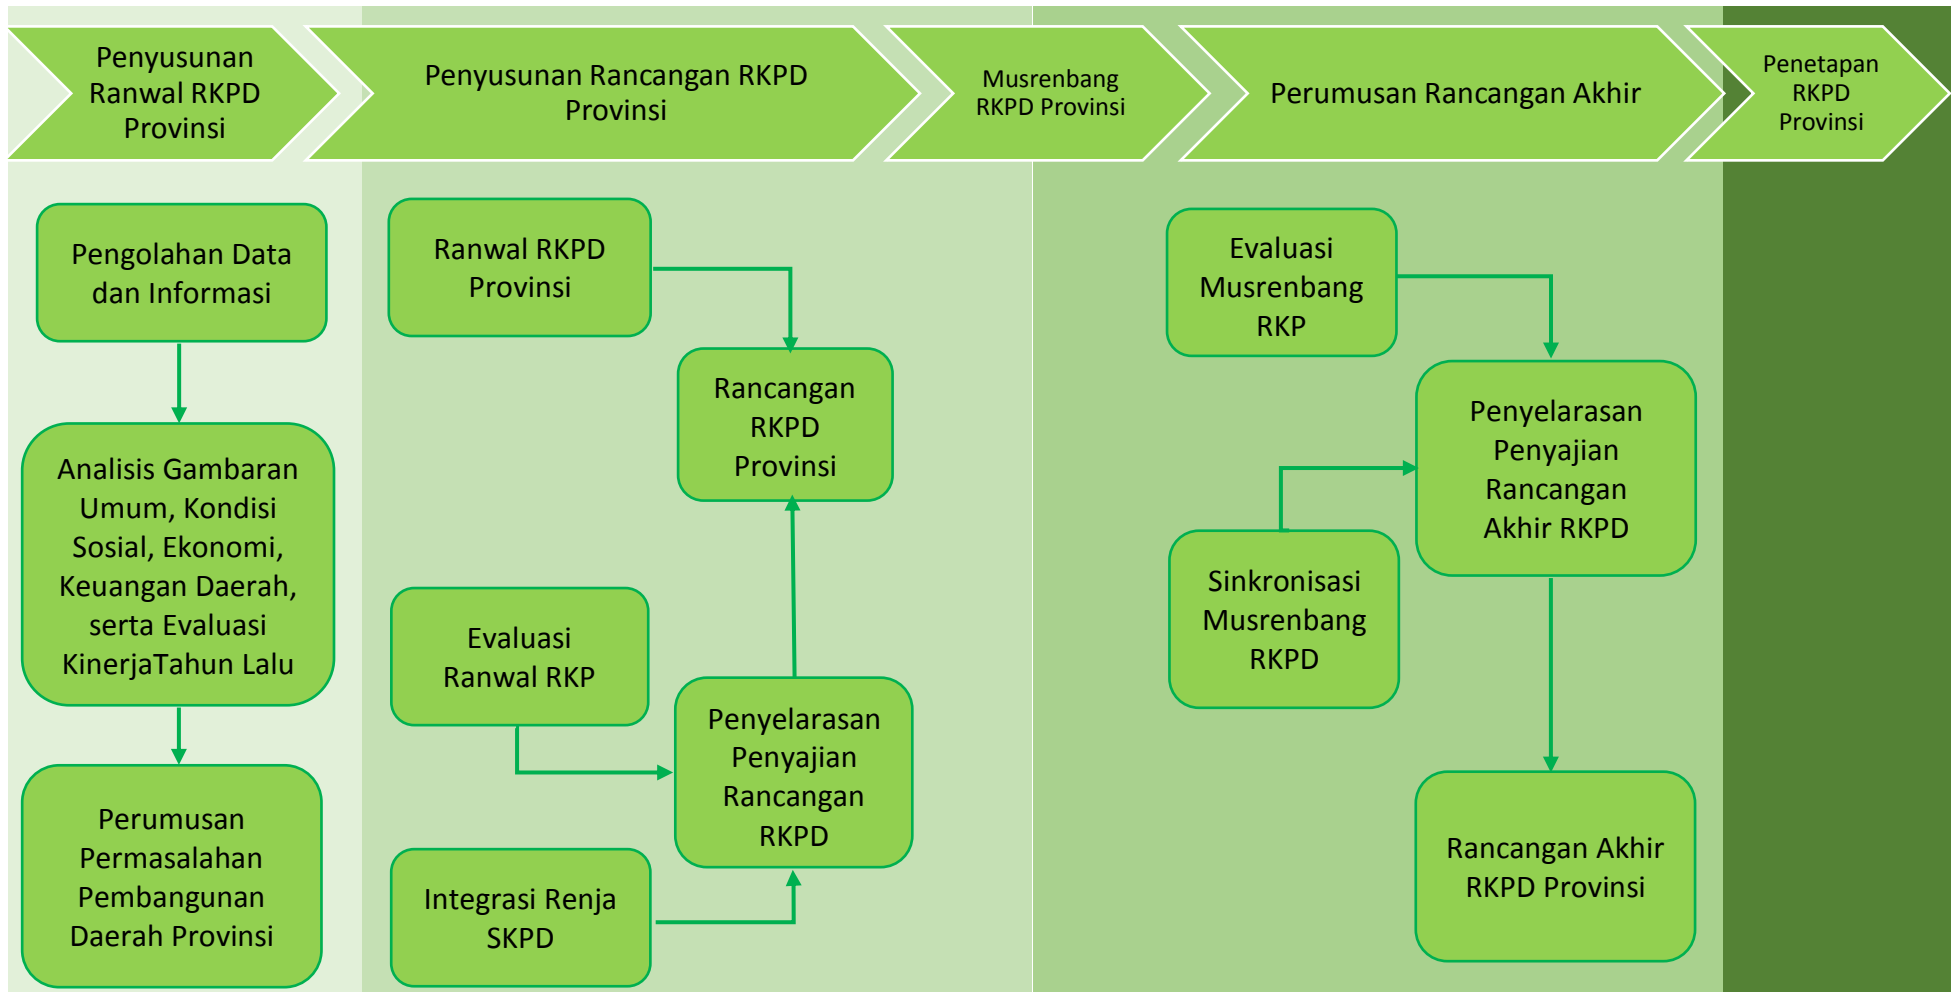 Penyusunan
Ranwal RKPD
Provinsi
Penyusunan Rancangan RKPD
Provinsi
Musrenbang
RKPD Provinsi
Perumusan Rancangan Akhir
Penetapan
RKPD
Provinsi
Pengolahan Data
dan Informasi
Analisis Gambaran
Umum, Kondisi
Sosial, Ekonomi,
Keuangan Daerah,
serta Evaluasi
KinerjaTahun Lalu
Perumusan
Permasalahan
Pembangunan
Daerah Provinsi
Ranwal RKPD
Provinsi
Rancangan
RKPD
Provinsi
Evaluasi
Ranwal RKP
Penyelarasan
Penyajian
Rancangan
RKPD
Integrasi Renja
SKPD
Evaluasi
Musrenbang
RKP
Penyelarasan
Penyajian
Rancangan
Akhir RKPD
Sinkronisasi
Musrenbang
RKPD
Rancangan Akhir
RKPD Provinsi